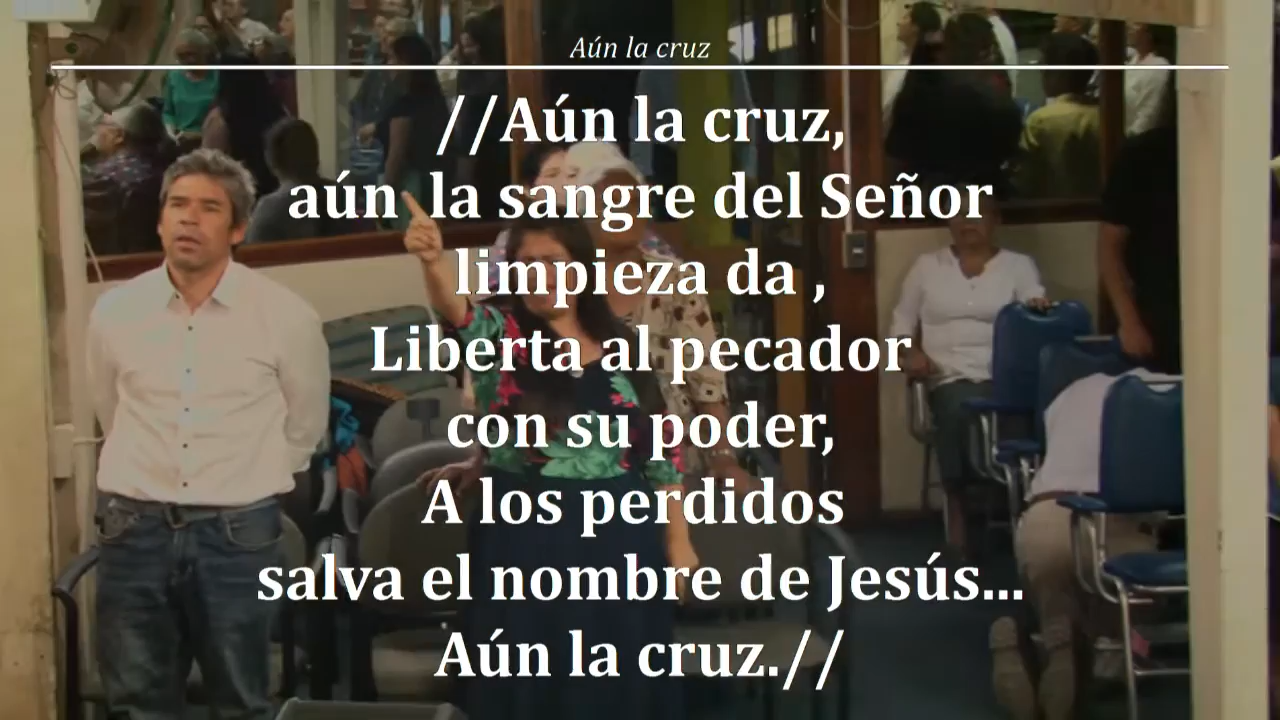 Aún la cruz
//Aún la cruz,
aún  la sangre del Señor
limpieza da ,
Liberta al pecador
con su poder,
A los perdidos
salva el nombre de Jesús...
Aún la cruz.//